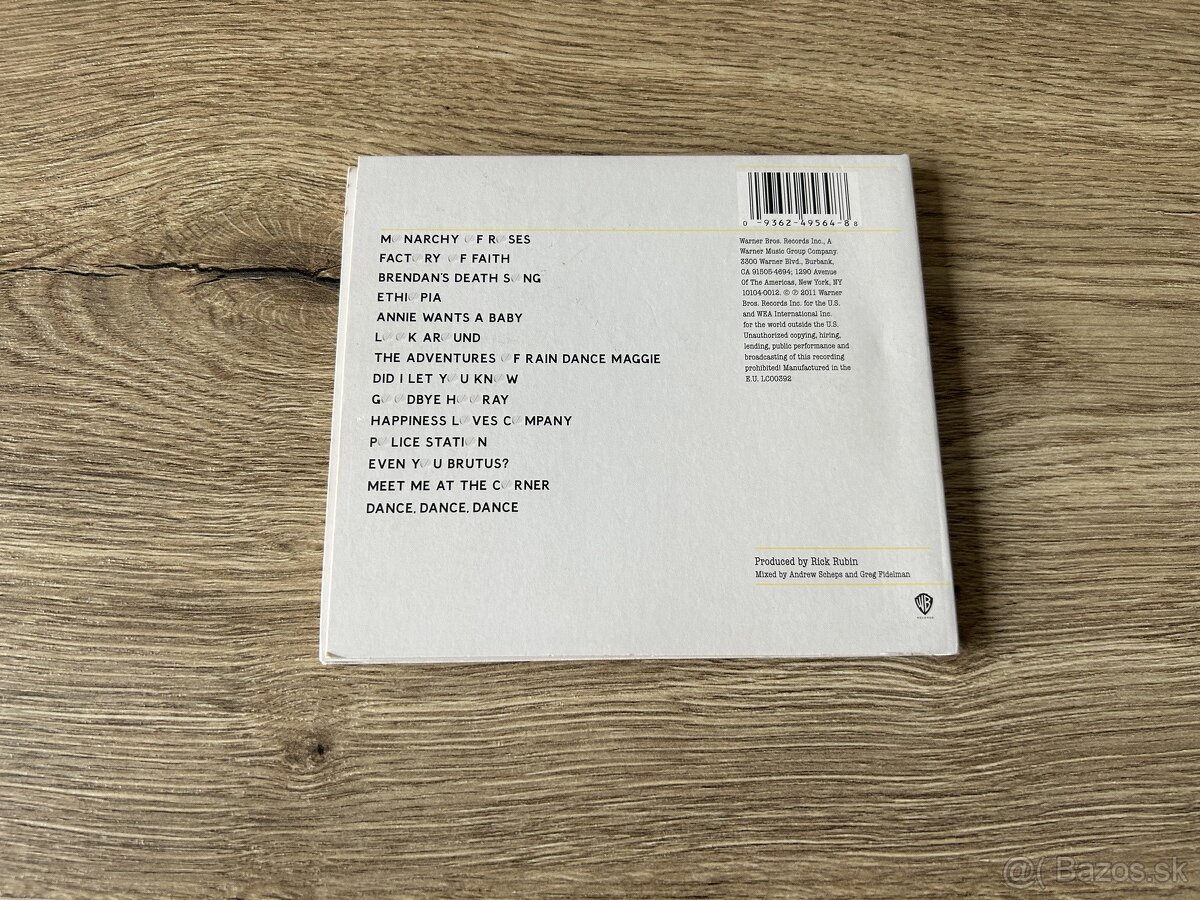 0 -9362-49564-8 8
MONARCHY OF ROSES
FACTORY OF FAITH
BRENDAN'S DEATH SONG
ETHIOPIA
ANNIE WANTS A BABY
LOOK AROUND
THE ADVENTURES OF RAIN DANCE MAGGIE
DID I LET YOU KNOW
GOODBYE HOORAY
HAPPINESS LOVES COMPANY
POLICE STATION
EVEN YOU BRUTUS?
MEET ME AT THE CORNER
DANCE, DANCE, DANCE
Warner Bros. Records Inc., A
Warner Music Group Company.
3300 Warner Blvd., Burbank,
CA 91505-4694; 1290 Avenue
Of The Americas, New York, NY
10104-0012. © ℗ 2011 Warner
Bros. Records Inc. for the U.S.
and WEA International Inc.
for the world outside the U.S.
Unauthorized copying, hiring,
lending, public performance and
broadcasting of this recording
prohibited! Manufactured in the
E.U. LC00392
Produced by Rick Rubin
Mixed by Andrew Scheps and Greg Fidelman
WB
RECORDS
@( Bazos.sk